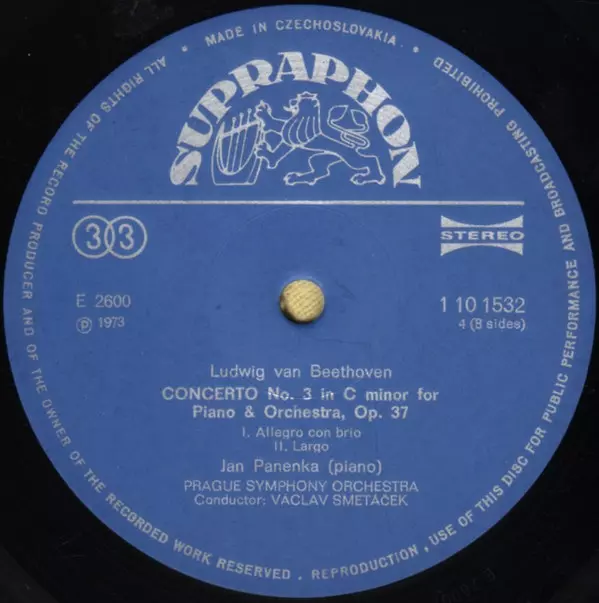 MADE IN CZECHOSLOVAKIA.
ALL RIGHTS OF THE RECORD PRODUCER AND OF THE OWNER OF THE RECORDED WORK RESERVED . REPRODUCTION , USE OF THIS DISC FOR PUBLIC PERFORMANCE AND BROADCASTING PROHIBITED
SUPRAPHON
33
STEREO
E 2600
1 10 1532
℗ 1973
4 (8 sides)
Ludwig van Beethoven
CONCERTO No. 3 in C minor for
Piano & Orchestra, Op. 37
I. Allegro con brio
II. Largo
Jan Panenka (piano)
PRAGUE SYMPHONY ORCHESTRA
Conductor: VÁCLAV SMETÁČEK